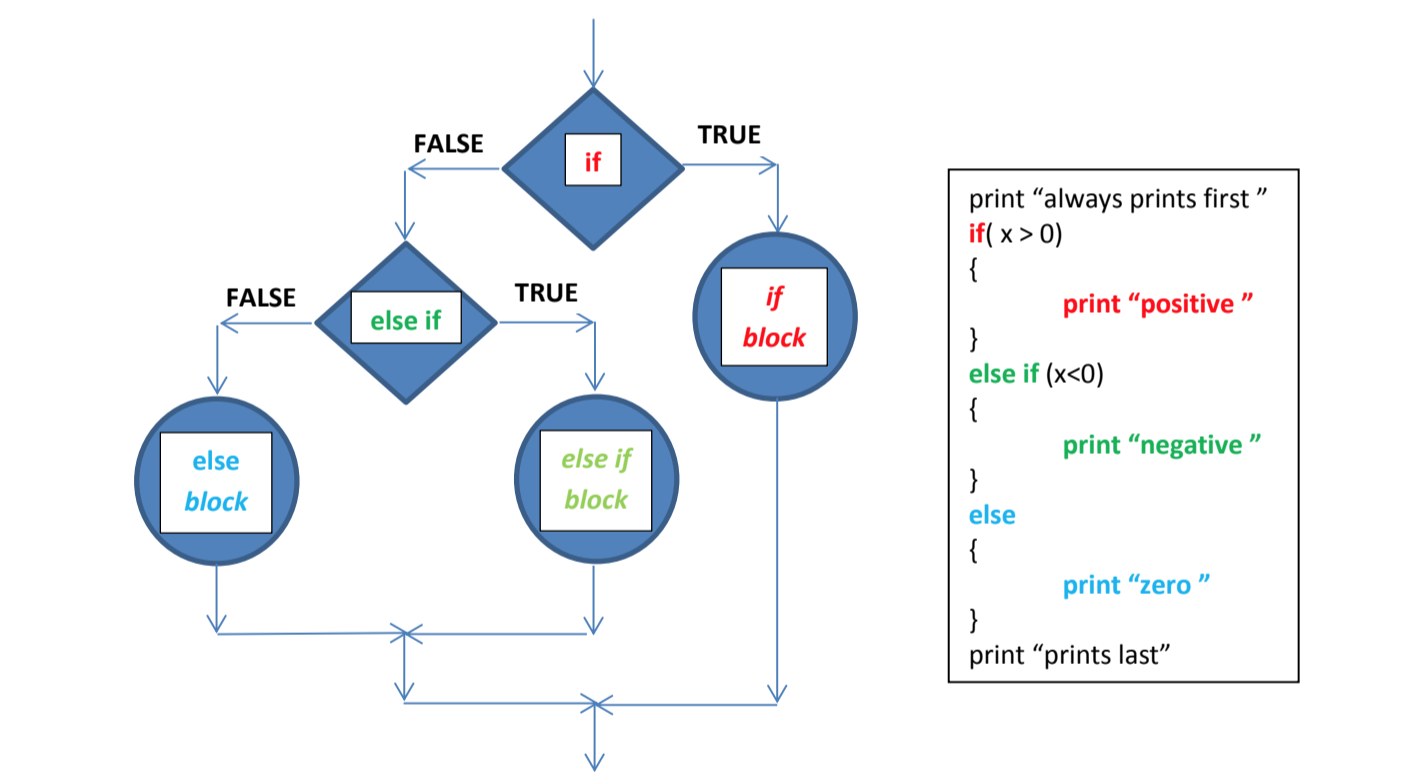 FALSE
TRUE
if
FALSE
TRUE
else if
if
block
else
block
else if
block
print “always prints first ”
if( x > 0)
{
print “positive ”
}
else if (x<0)
{
print “negative ”
}
else
{
print “zero ”
}
print “prints last”